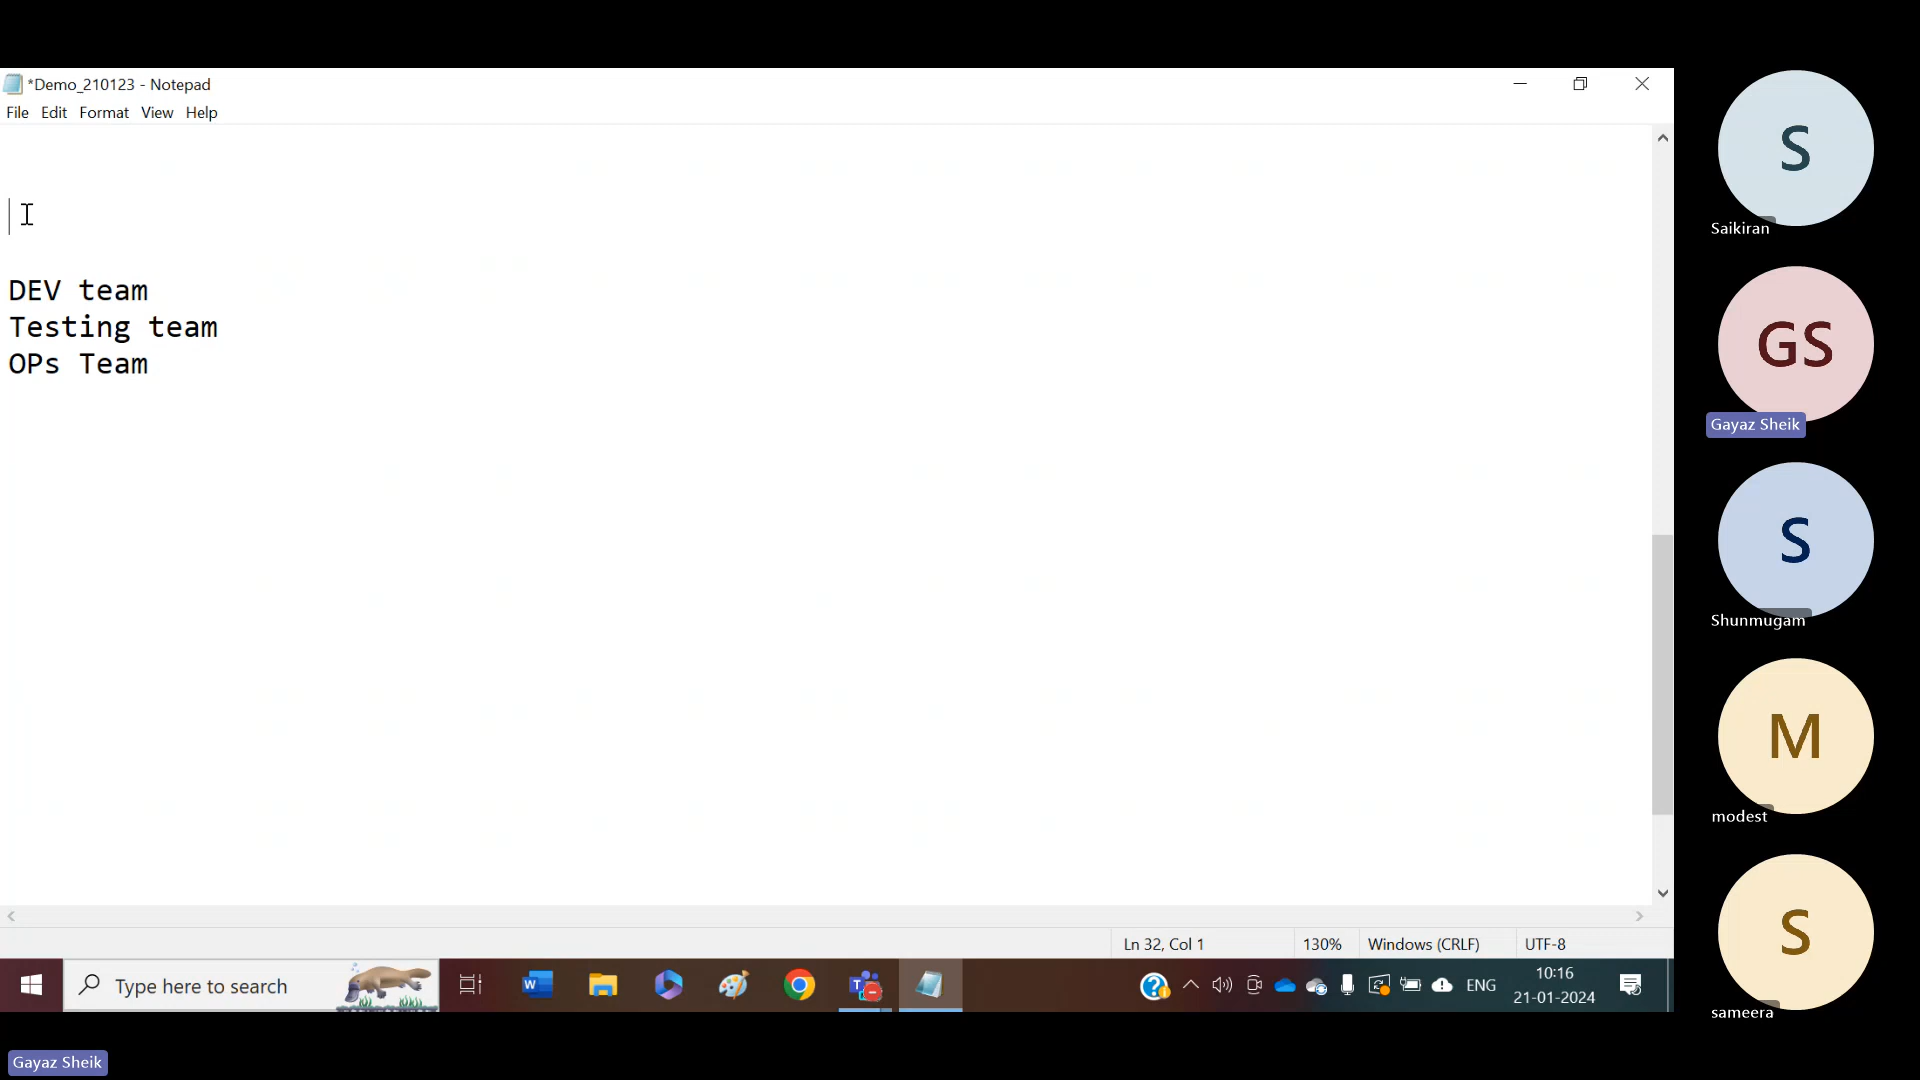 *Demo_210123 - Notepad
File Edit Format View Help
DEV team
Testing team
OPs Team
Ln 32, Col 1
130%
Windows (CRLF)
UTF-8
Type here to search
W
T
?
ENG
10:16
21-01-2024
S
Saikiran
GS
Gayaz Sheik
S
Shunmugam
M
modest
S
sameera
Gayaz Sheik